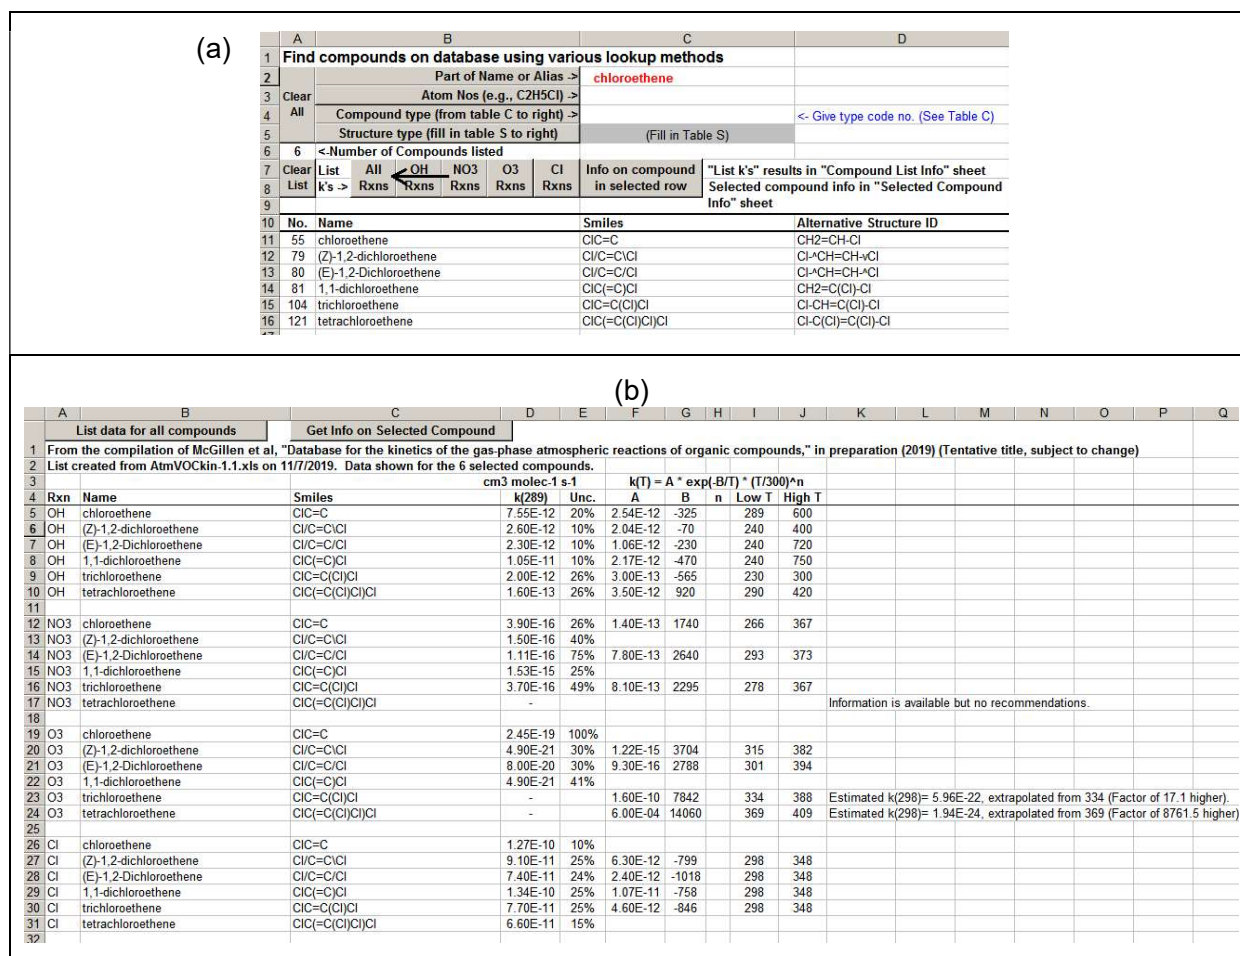 (a)
A B C D
1 Find compounds on database using various lookup methods
2 Part of Name or Alias -> chloroethene
3 Clear Atom Nos (e.g., C2H5Cl) ->
4 All Compound type (from table C to right) -> <- Give type code no. (See Table C)
5 Structure type (fill in table S to right) (Fill in Table S)
6 6 <-Number of Compounds listed
7 Clear List All OH NO3 O3 Cl Info on compound "List k's" results in "Compound List Info" sheet
8 List k's -> Rxns Rxns Rxns Rxns Rxns in selected row Selected compound info in "Selected Compound
9 Info" sheet
10 No. Name Smiles Alternative Structure ID
11 55 chloroethene ClC=C CH2=CH-Cl
12 79 (Z)-1,2-dichloroethene Cl/C=C\Cl Cl-^CH=CH-vCl
13 80 (E)-1,2-Dichloroethene Cl/C=C/Cl Cl-^CH=CH-^Cl
14 81 1,1-dichloroethene ClC(=C)Cl CH2=C(Cl)-Cl
15 104 trichloroethene ClC=C(Cl)Cl Cl-CH=C(Cl)-Cl
16 121 tetrachloroethene ClC(=C(Cl)Cl)Cl Cl-C(Cl)=C(Cl)-Cl
(b)
A B C D E F G H I J K L M N O P Q
List data for all compounds Get Info on Selected Compound
1 From the compilation of McGillen et al, "Database for the kinetics of the gas-phase atmospheric reactions of organic compounds," in preparation (2019) (Tentative title, subject to change)
2 List created from AtmVOCkin-1.1.xls on 11/7/2019. Data shown for the 6 selected compounds.
3 cm3 molec-1 s-1 k(T) = A * exp(-B/T) * (T/300)^n
4 Rxn Name Smiles k(289) Unc. A B n Low T High T
5 OH chloroethene ClC=C 7.55E-12 20% 2.54E-12 -325 289 600
6 OH (Z)-1,2-dichloroethene Cl/C=C\Cl 2.60E-12 10% 2.04E-12 -70 240 400
7 OH (E)-1,2-Dichloroethene Cl/C=C/Cl 2.30E-12 10% 1.06E-12 -230 240 720
8 OH 1,1-dichloroethene ClC(=C)Cl 1.05E-11 10% 2.17E-12 -470 240 750
9 OH trichloroethene ClC=C(Cl)Cl 2.00E-12 26% 3.00E-13 -565 230 300
10 OH tetrachloroethene ClC(=C(Cl)Cl)Cl 1.60E-13 26% 3.50E-12 920 290 420
11
12 NO3 chloroethene ClC=C 3.90E-16 26% 1.40E-13 1740 266 367
13 NO3 (Z)-1,2-dichloroethene Cl/C=C\Cl 1.50E-16 40%
14 NO3 (E)-1,2-Dichloroethene Cl/C=C/Cl 1.11E-16 75% 7.80E-13 2640 293 373
15 NO3 1,1-dichloroethene ClC(=C)Cl 1.53E-15 25%
16 NO3 trichloroethene ClC=C(Cl)Cl 3.70E-16 49% 8.10E-13 2295 278 367
17 NO3 tetrachloroethene ClC(=C(Cl)Cl)Cl - Information is available but no recommendations.
18
19 O3 chloroethene ClC=C 2.45E-19 100%
20 O3 (Z)-1,2-dichloroethene Cl/C=C\Cl 4.90E-21 30% 1.22E-15 3704 315 382
21 O3 (E)-1,2-Dichloroethene Cl/C=C/Cl 8.00E-20 30% 9.30E-16 2788 301 394
22 O3 1,1-dichloroethene ClC(=C)Cl 4.90E-21 41%
23 O3 trichloroethene ClC=C(Cl)Cl - 1.60E-10 7842 334 388 Estimated k(298)= 5.96E-22, extrapolated from 334 (Factor of 17.1 higher).
24 O3 tetrachloroethene ClC(=C(Cl)Cl)Cl - 6.00E-04 14060 369 409 Estimated k(298)= 1.94E-24, extrapolated from 369 (Factor of 8761.5 higher)
25
26 Cl chloroethene ClC=C 1.27E-10 10%
27 Cl (Z)-1,2-dichloroethene Cl/C=C\Cl 9.10E-11 25% 6.30E-12 -799 298 348
28 Cl (E)-1,2-Dichloroethene Cl/C=C/Cl 7.40E-11 24% 2.40E-12 -1018 298 348
29 Cl 1,1-dichloroethene ClC(=C)Cl 1.34E-10 25% 1.07E-11 -758 298 348
30 Cl trichloroethene ClC=C(Cl)Cl 7.70E-11 25% 4.60E-12 -846 298 348
31 Cl tetrachloroethene ClC(=C(Cl)Cl)Cl 6.60E-11 15%
32